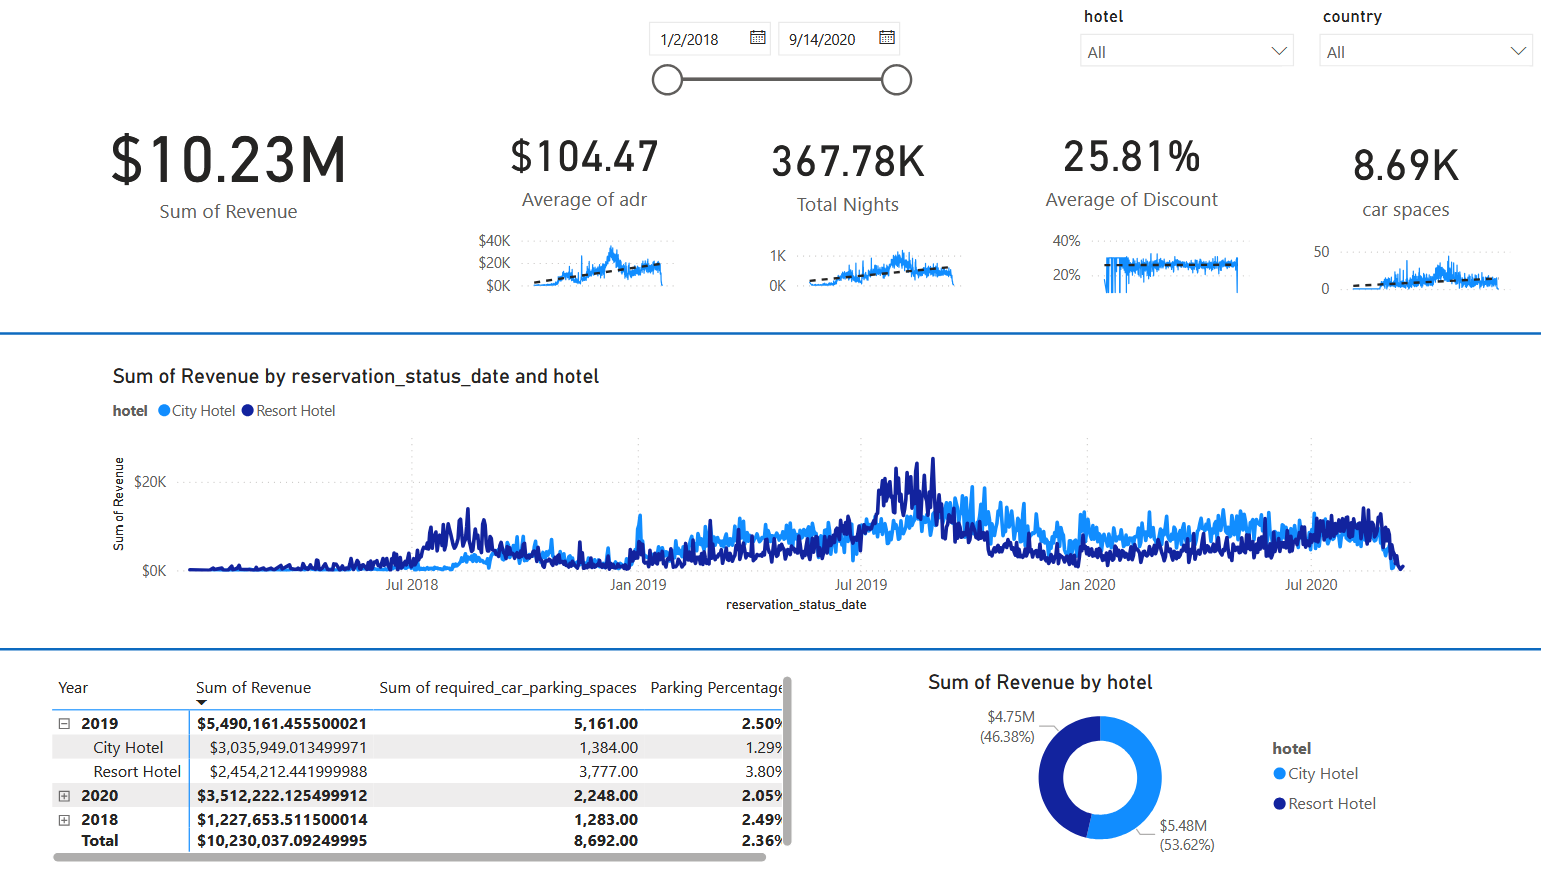 hotel
country
1/2/2018
9/14/2020
All
All
$10.23M
Sum of Revenue
$104.47
Average of adr
367.78K
Total Nights
25.81%
Average of Discount
8.69K
car spaces
$40K
$20K
$0K
1K
0K
40%
20%
50
0
Sum of Revenue by reservation_status_date and hotel
hotel City Hotel Resort Hotel
Sum of Revenue
$20K
$0K
Jul 2018
Jan 2019
Jul 2019
Jan 2020
Jul 2020
reservation_status_date
Year Sum of Revenue Sum of required_car_parking_spaces Parking Percentage
2019 $5,490,161.455500021 5,161.00 2.50%
City Hotel $3,035,949.013499971 1,384.00 1.29%
Resort Hotel $2,454,212.441999988 3,777.00 3.80%
2020 $3,512,222.125499912 2,248.00 2.05%
2018 $1,227,653.511500014 1,283.00 2.49%
Total $10,230,037.09249995 8,692.00 2.36%
Sum of Revenue by hotel
$4.75M
(46.38%)
$5.48M
(53.62%)
hotel
City Hotel
Resort Hotel